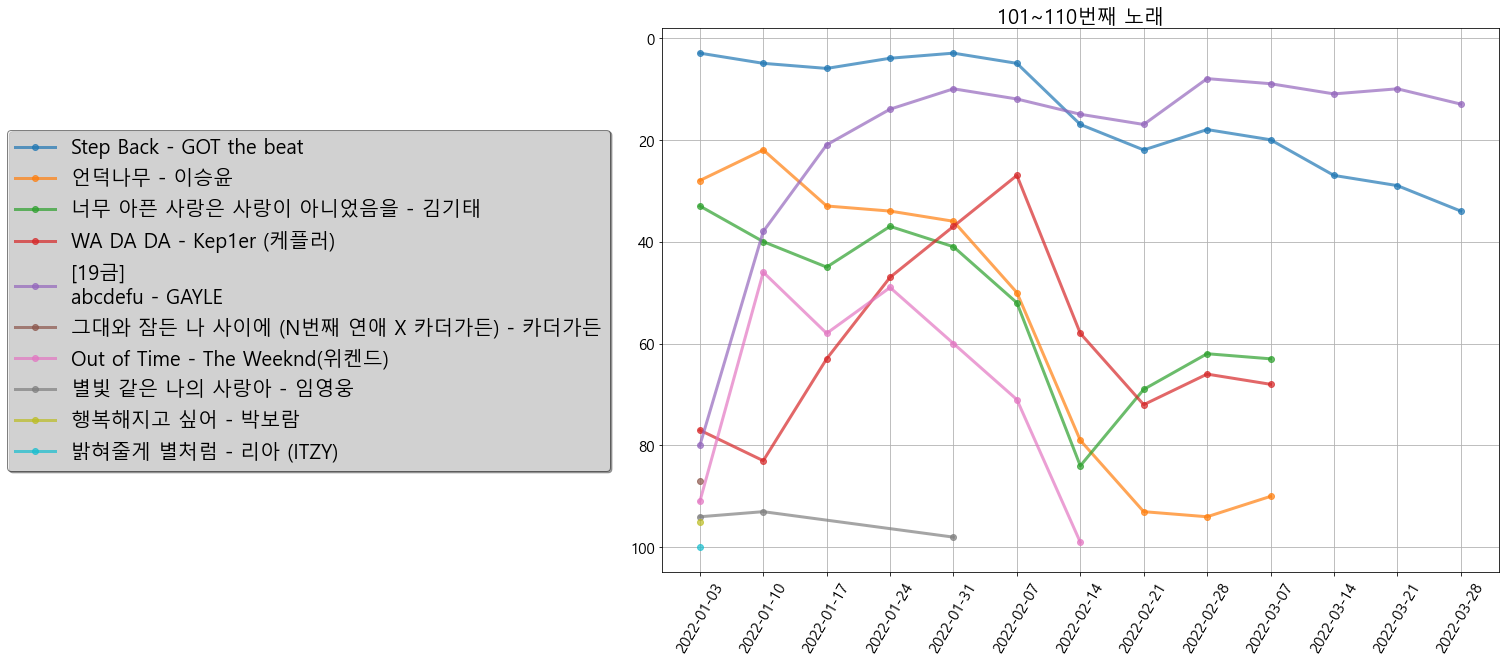 101~110번째 노래
Step Back - GOT the beat
언덕나무 - 이승윤
너무 아픈 사랑은 사랑이 아니었음을 - 김기태
WA DA DA - Kep1er (케플러)
[19금]
abcdefu - GAYLE
그대와 잠든 나 사이에 (N번째 연애 X 카더가든) - 카더가든
Out of Time - The Weeknd(위켄드)
별빛 같은 나의 사랑아 - 임영웅
행복해지고 싶어 - 박보람
밝혀줄게 별처럼 - 리아 (ITZY)
0
20
40
60
80
100
2022-01-03
2022-01-10
2022-01-17
2022-01-24
2022-01-31
2022-02-07
2022-02-14
2022-02-21
2022-02-28
2022-03-07
2022-03-14
2022-03-21
2022-03-28